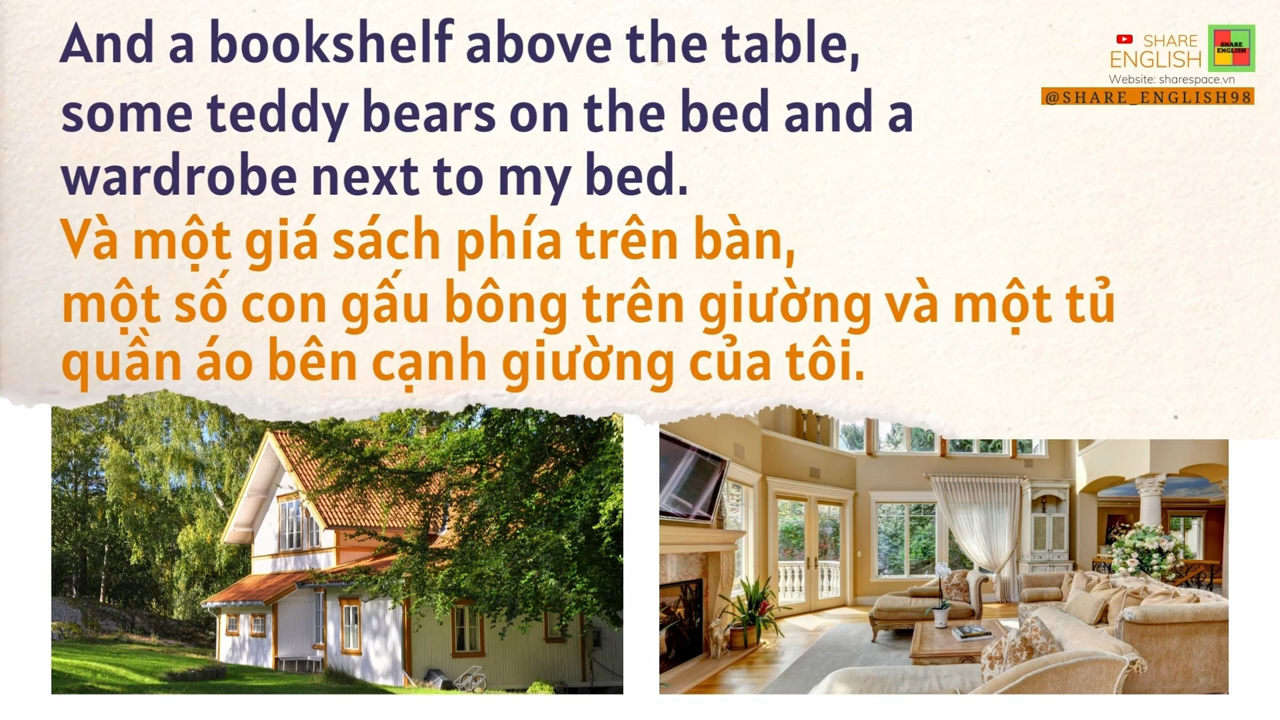 And a bookshelf above the table,
some teddy bears on the bed and a
wardrobe next to my bed.
Và một giá sách phía trên bàn,
một số con gấu bông trên giường và một tủ
quần áo bên cạnh giường của tôi.
SHARE
ENGLISH
SHARE
ENGLISH
Website: sharespace.vn
@SHARE_ENGLISH98